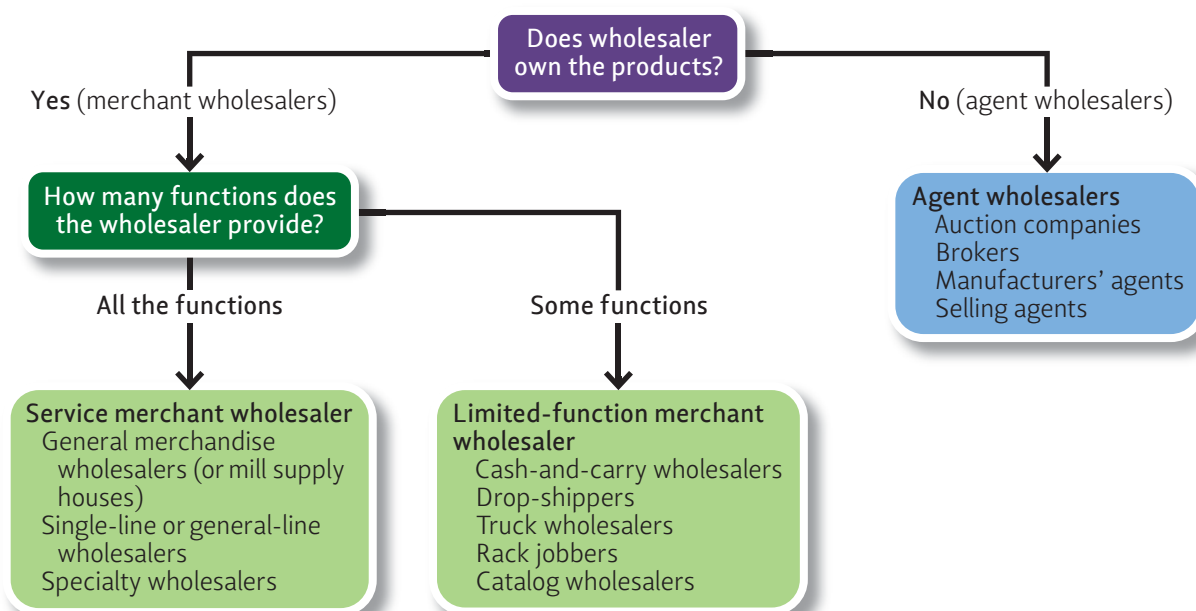 Does wholesaler
own the products?
Yes (merchant wholesalers)
No (agent wholesalers)
How many functions does
the wholesaler provide?
Agent wholesalers
Auction companies
Brokers
Manufacturers’ agents
Selling agents
All the functions
Some functions
Service merchant wholesaler
General merchandise
wholesalers (or mill supply
houses)
Single-line or general-line
wholesalers
Specialty wholesalers
Limited-function merchant
wholesaler
Cash-and-carry wholesalers
Drop-shippers
Truck wholesalers
Rack jobbers
Catalog wholesalers